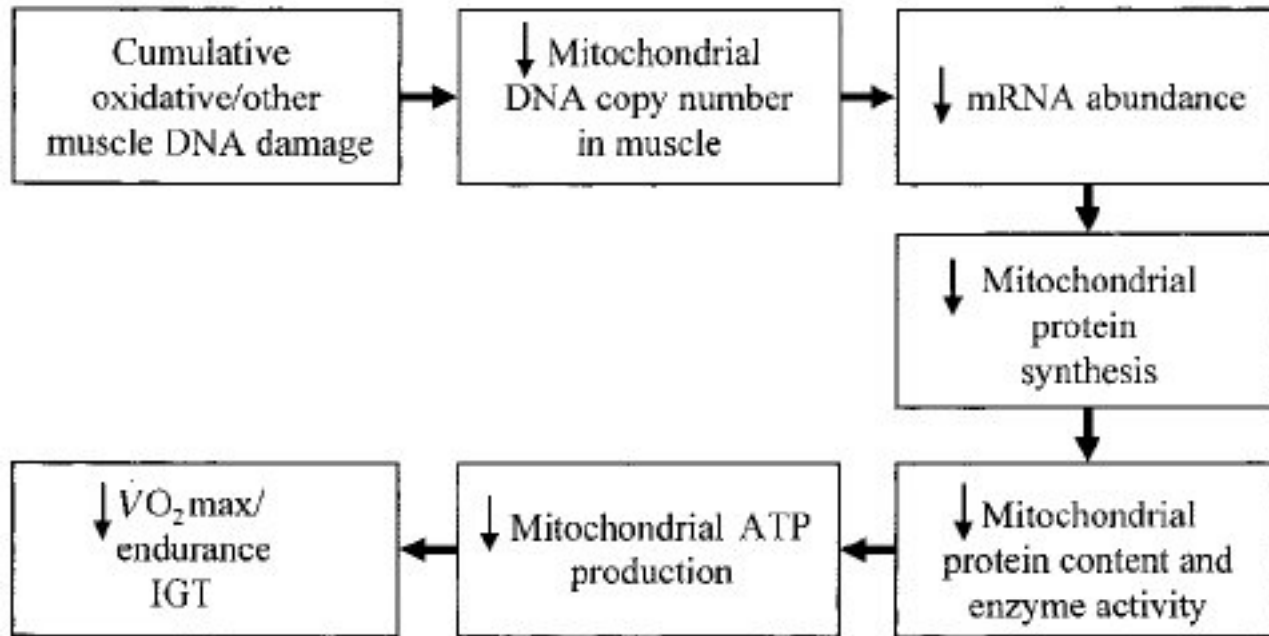 Cumulative
oxidative/other
muscle DNA damage
↓ Mitochondrial
DNA copy number
in muscle
↓ mRNA abundance
↓ Mitochondrial
protein
synthesis
↓ Mitochondrial
protein content and
enzyme activity
↓ Mitochondrial ATP
production
↓ V̇O₂max/
endurance
IGT